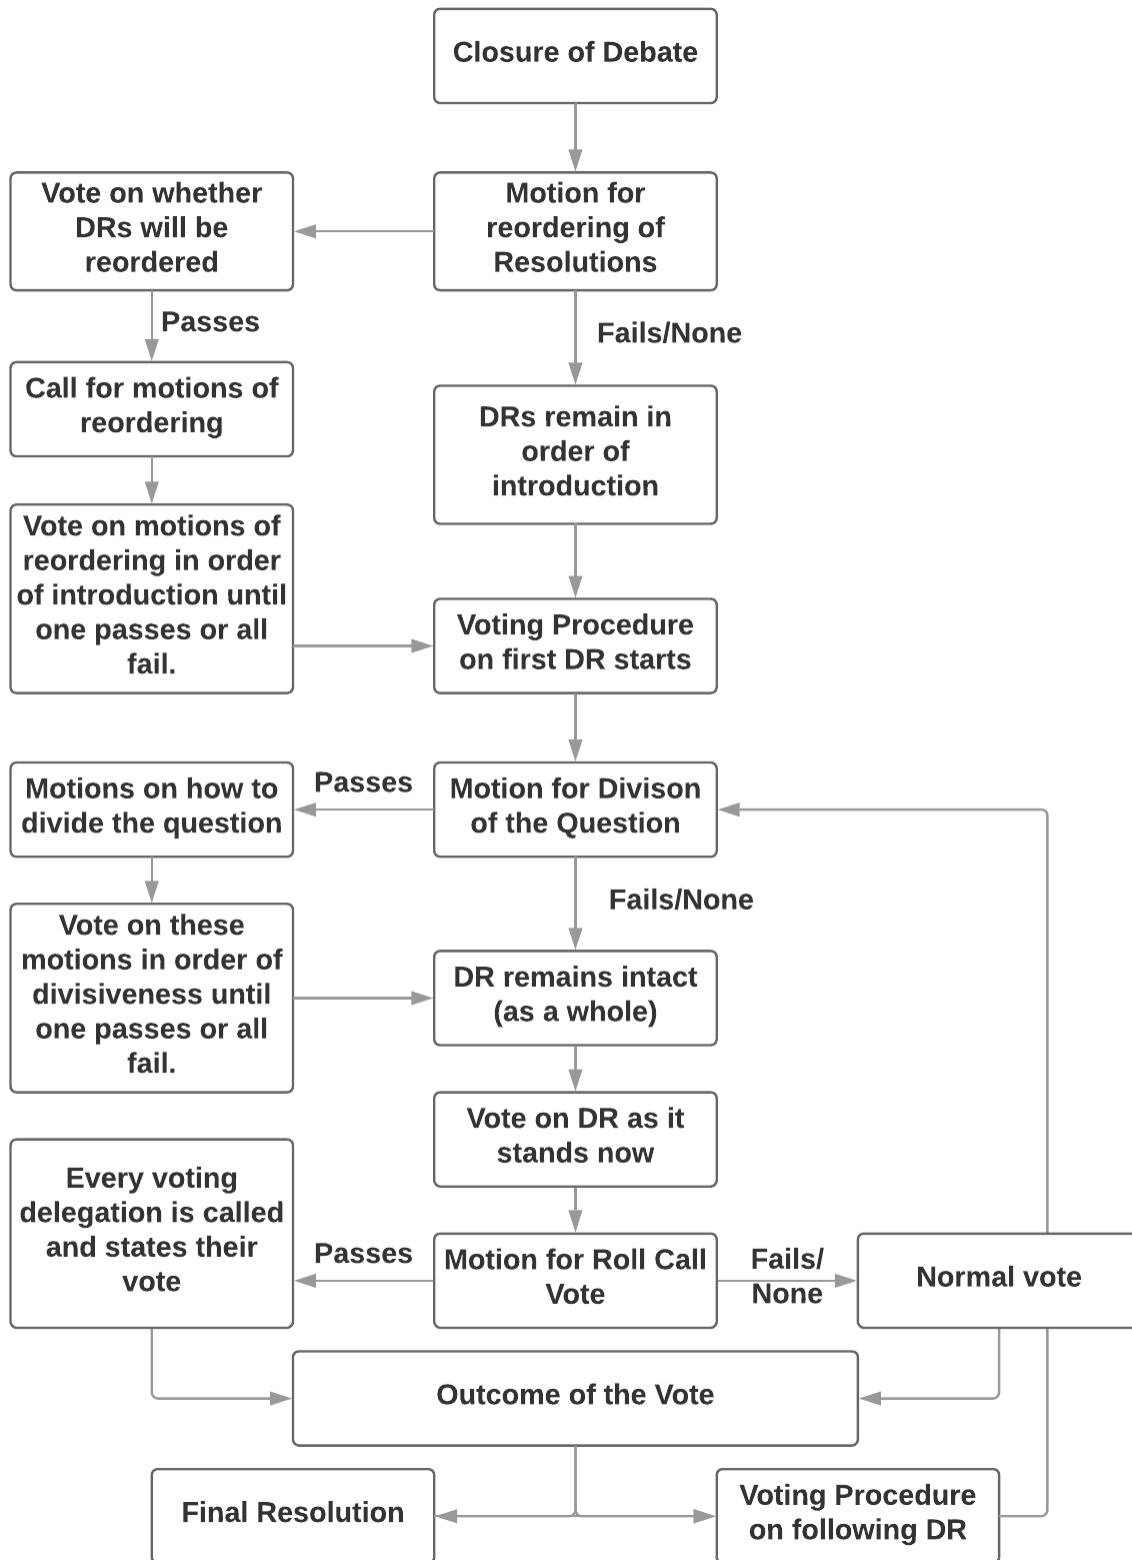 Closure of Debate
Vote on whether
DRs will be
reordered
Motion for
reordering of
Resolutions
Passes
Fails/None
Call for motions of
reordering
DRs remain in
order of
introduction
Vote on motions of
reordering in order
of introduction until
one passes or all
fail.
Voting Procedure
on first DR starts
Motions on how to
divide the question
Passes
Motion for Divison
of the Question
Fails/None
Vote on these
motions in order of
divisiveness until
one passes or all
fail.
DR remains intact
(as a whole)
Vote on DR as it
stands now
Every voting
delegation is called
and states their
vote
Passes
Motion for Roll Call
Vote
Fails/
None
Normal vote
Outcome of the Vote
Final Resolution
Voting Procedure
on following DR